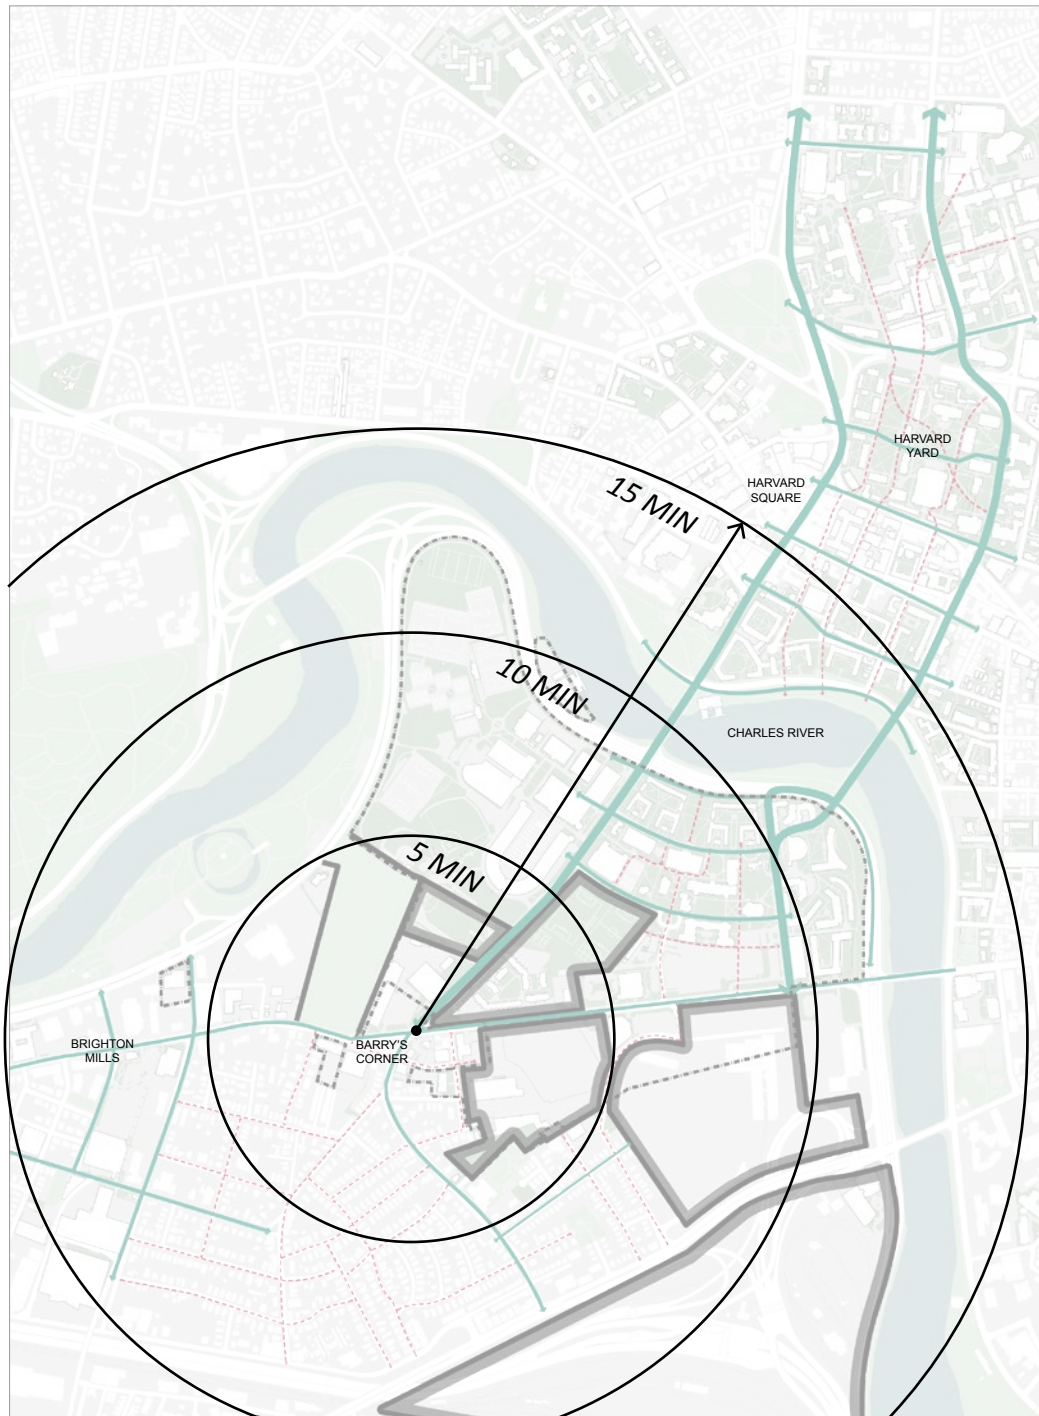 HARVARD
YARD
HARVARD
SQUARE
15 MIN
10 MIN
CHARLES RIVER
5 MIN
BRIGHTON
MILLS
BARRY'S
CORNER